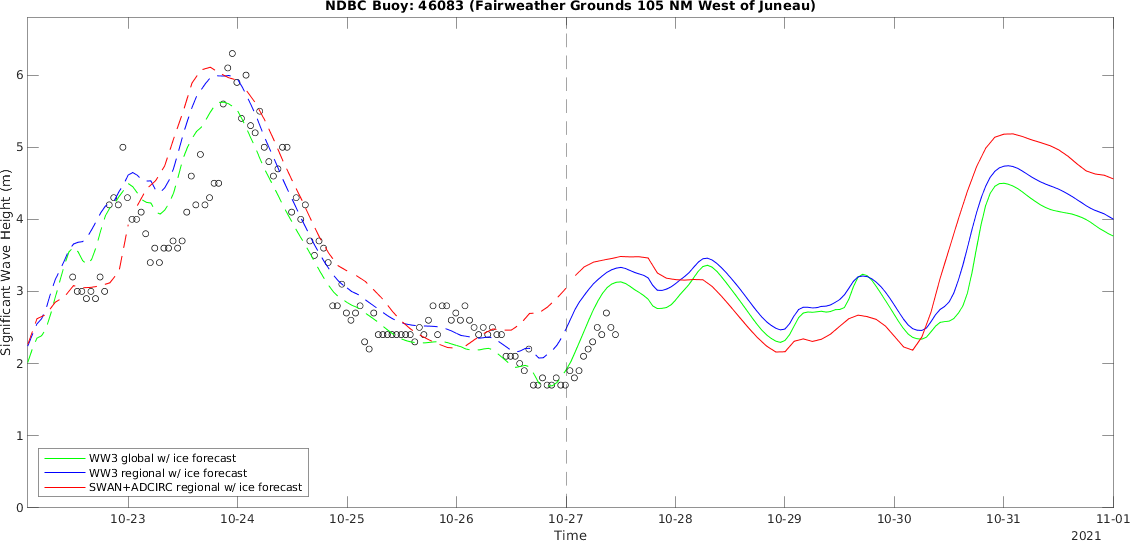 NDBC Buoy: 46083 (Fairweather Grounds 105 NM West of Juneau)
Significant Wave Height (m)
6
5
4
3
2
1
0
WW3 global w/ ice forecast
WW3 regional w/ ice forecast
SWAN+ADCIRC regional w/ ice forecast
10-23 10-24 10-25 10-26 10-27 10-28 10-29 10-30 10-31 11-01
Time
2021